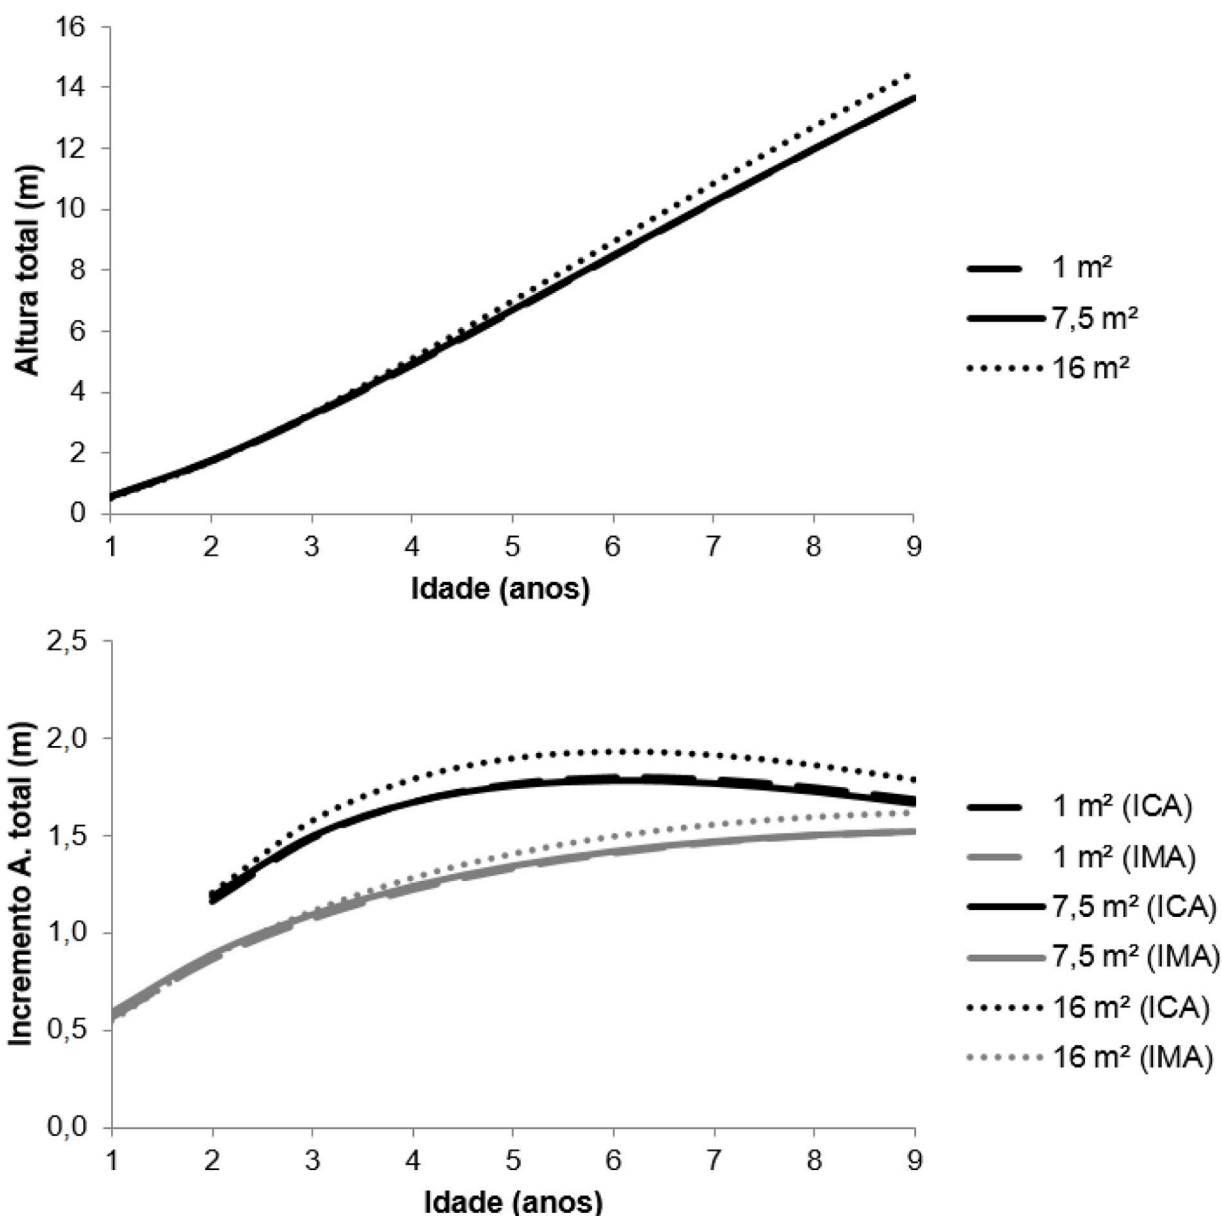 16
14
12
10
8
6
4
2
0
Altura total (m)
1 2 3 4 5 6 7 8 9
Idade (anos)
1 m²
7,5 m²
16 m²
2,5
2,0
1,5
1,0
0,5
0,0
Incremento A. total (m)
1 2 3 4 5 6 7 8 9
Idade (anos)
1 m² (ICA)
1 m² (IMA)
7,5 m² (ICA)
7,5 m² (IMA)
16 m² (ICA)
16 m² (IMA)